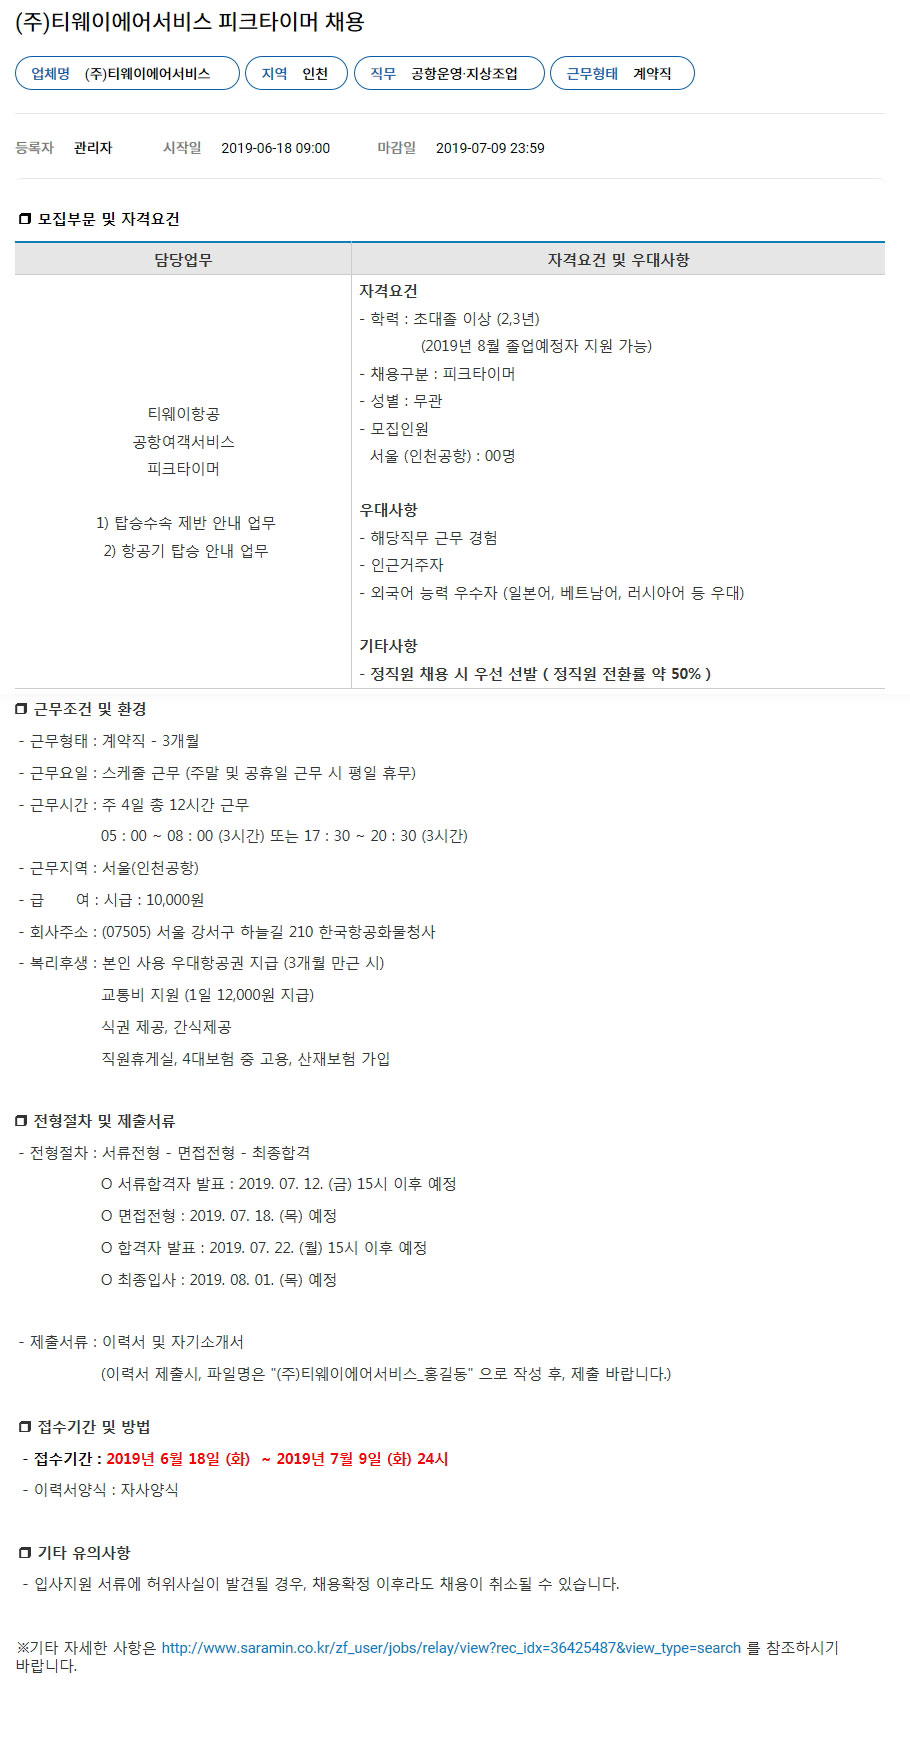 (주)티웨이에어서비스 피크타이머 채용
업체명 (주)티웨이에어서비스 지역 인천 직무 공항운영·지상조업 근무형태 계약직
등록자 관리자 시작일 2019-06-18 09:00 마감일 2019-07-09 23:59
❒ 모집부문 및 자격요건
담당업무 자격요건 및 우대사항
티웨이항공
공항여객서비스
피크타이머
1) 탑승수속 제반 안내 업무
2) 항공기 탑승 안내 업무
자격요건
- 학력 : 초대졸 이상 (2,3년)
(2019년 8월 졸업예정자 지원 가능)
- 채용구분 : 피크타이머
- 성별 : 무관
- 모집인원
서울 (인천공항) : 00명
우대사항
- 해당직무 근무 경험
- 인근거주자
- 외국어 능력 우수자 (일본어, 베트남어, 러시아어 등 우대)
기타사항
- 정직원 채용 시 우선 선발 ( 정직원 전환률 약 50% )
❒ 근무조건 및 환경
- 근무형태 : 계약직 - 3개월
- 근무요일 : 스케줄 근무 (주말 및 공휴일 근무 시 평일 휴무)
- 근무시간 : 주 4일 총 12시간 근무
05 : 00 ~ 08 : 00 (3시간) 또는 17 : 30 ~ 20 : 30 (3시간)
- 근무지역 : 서울(인천공항)
- 급 여 : 시급 : 10,000원
- 회사주소 : (07505) 서울 강서구 하늘길 210 한국항공화물청사
- 복리후생 : 본인 사용 우대항공권 지급 (3개월 만근 시)
교통비 지원 (1일 12,000원 지급)
식권 제공, 간식제공
직원휴게실, 4대보험 중 고용, 산재보험 가입
❒ 전형절차 및 제출서류
- 전형절차 : 서류전형 - 면접전형 - 최종합격
O 서류합격자 발표 : 2019. 07. 12. (금) 15시 이후 예정
O 면접전형 : 2019. 07. 18. (목) 예정
O 합격자 발표 : 2019. 07. 22. (월) 15시 이후 예정
O 최종입사 : 2019. 08. 01. (목) 예정
- 제출서류 : 이력서 및 자기소개서
(이력서 제출시, 파일명은 "(주)티웨이에어서비스_홍길동" 으로 작성 후, 제출 바랍니다.)
❒ 접수기간 및 방법
- 접수기간 : 2019년 6월 18일 (화) ~ 2019년 7월 9일 (화) 24시
- 이력서양식 : 자사양식
❒ 기타 유의사항
- 입사지원 서류에 허위사실이 발견될 경우, 채용확정 이후라도 채용이 취소될 수 있습니다.
※기타 자세한 사항은 http://www.saramin.co.kr/zf_user/jobs/relay/view?rec_idx=36425487&view_type=search 를 참조하시기
바랍니다.